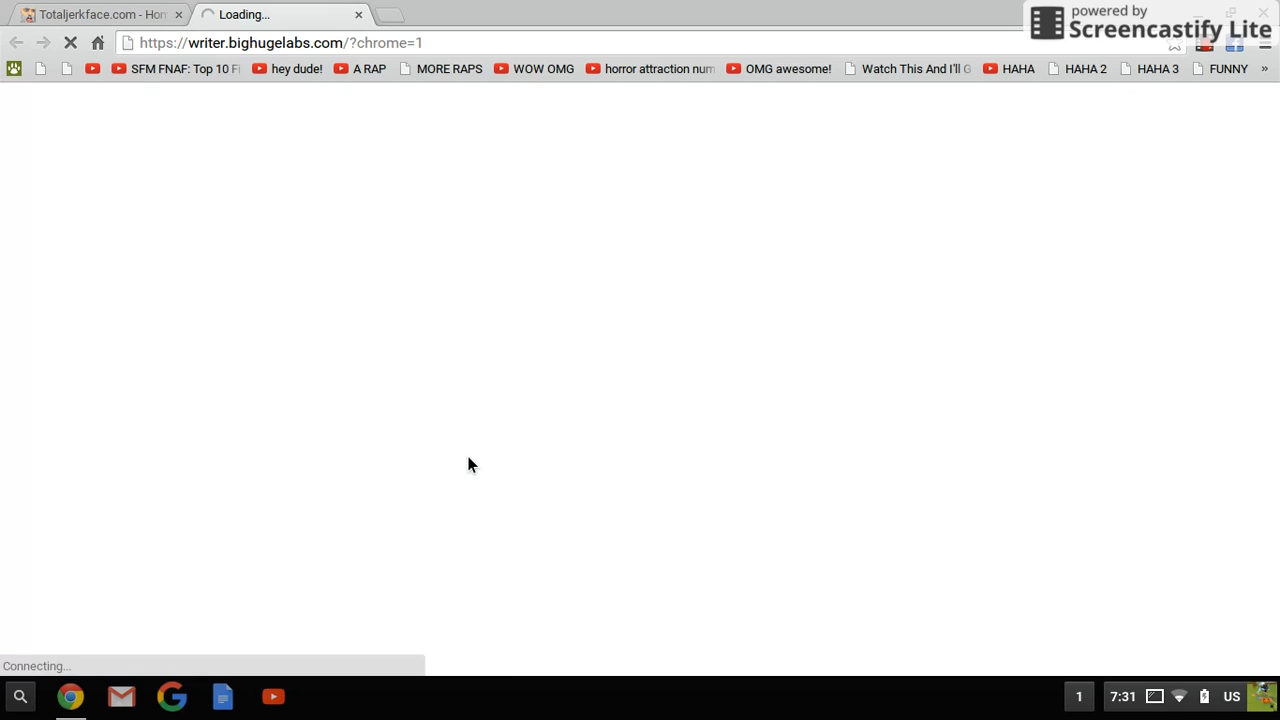 Totaljerkface.com - Hon
Loading...
powered by
Screencastify Lite
https://writer.bighugelabs.com/?chrome=1
SFM FNAF: Top 10 Fi hey dude! A RAP MORE RAPS WOW OMG horror attraction num OMG awesome! Watch This And I'll G HAHA HAHA 2 HAHA 3 FUNNY »
Connecting...
1 7:31 US